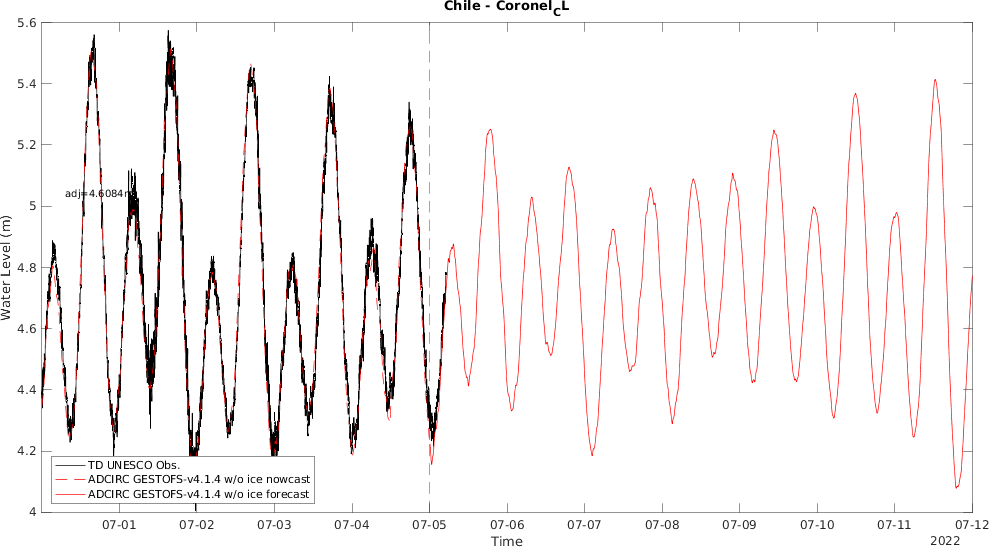 Chile - Coronel_CL
5.6
5.4
5.2
5
4.8
4.6
4.4
4.2
4
Water Level (m)
adj=4.6084m
TD UNESCO Obs.
ADCIRC GESTOFS-v4.1.4 w/o ice nowcast
ADCIRC GESTOFS-v4.1.4 w/o ice forecast
07-01 07-02 07-03 07-04 07-05 07-06 07-07 07-08 07-09 07-10 07-11 07-12
Time
2022